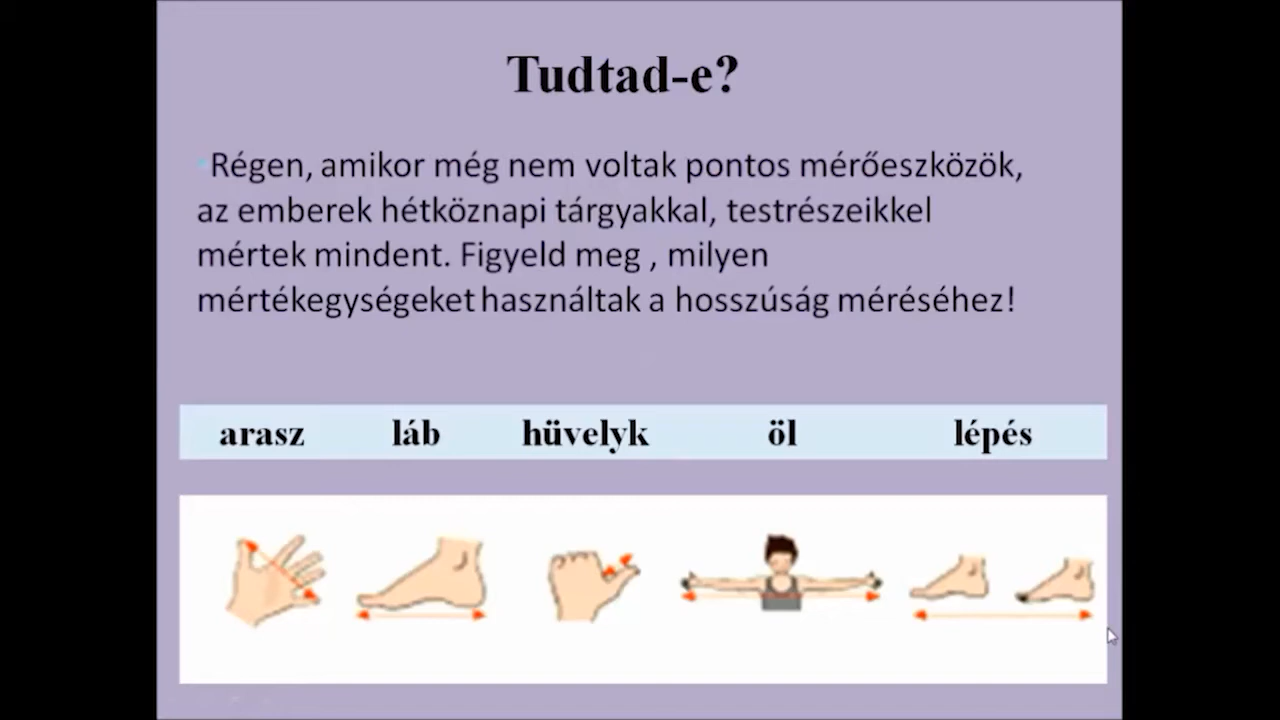 Tudtad-e?
Régen, amikor még nem voltak pontos mérőeszközök,
az emberek hétköznapi tárgyakkal, testrészeikkel
mértek mindent. Figyeld meg , milyen
mértékegységeket használtak a hosszúság méréséhez!
arasz láb hüvelyk öl lépés